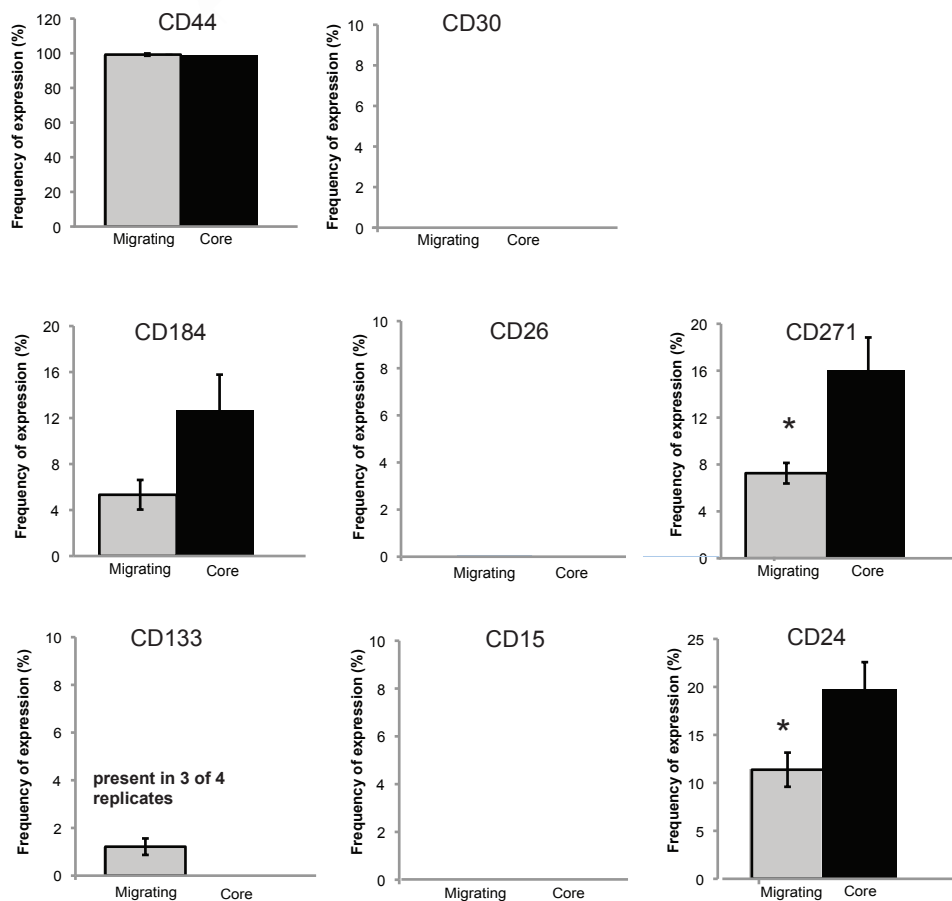 CD44
Frequency of expression (%)
120
100
80
60
40
20
0
Migrating
Core
CD30
Frequency of expression (%)
10
8
6
4
2
0
Migrating
Core
CD184
Frequency of expression (%)
20
16
12
8
4
0
Migrating
Core
CD26
Frequency of expression (%)
10
8
6
4
2
0
Migrating
Core
CD271
Frequency of expression (%)
20
16
12
8
4
0
*
Migrating
Core
CD133
Frequency of expression (%)
10
8
6
4
2
0
present in 3 of 4
replicates
Migrating
Core
CD15
Frequency of expression (%)
10
8
6
4
2
0
Migrating
Core
CD24
Frequency of expression (%)
25
20
15
10
5
0
*
Migrating
Core